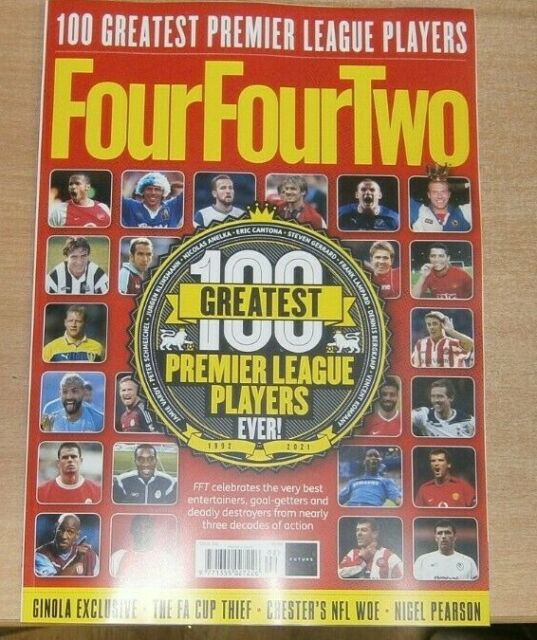 100 GREATEST PREMIER LEAGUE PLAYERS
FourFourTwo
JAMIE VARDY • PETER SCHMEICHEL • JURGEN KLINSMANN • NICOLAS ANELKA • ERIC CANTONA • STEVEN GERRARD • FRANK LAMPARD • DENNIS BERGKAMP • VINCENT KOMPANY
100
GREATEST
PREMIER LEAGUE
PLAYERS
EVER!
1992 2021
FFT celebrates the very best
entertainers, goal-getters and
deadly destroyers from nearly
three decades of action
FUTURE
GINOLA EXCLUSIVE • THE FA CUP THIEF • CHESTER'S NFL WOE • NIGEL PEARSON